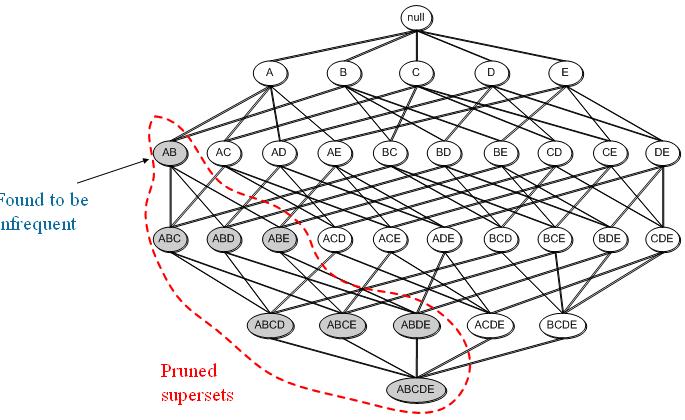 null
A B C D E
AB AC AD AE BC BD BE CD CE DE
Found to be
nfrequent
ABC ABD ABE ACD ACE ADE BCD BCE BDE CDE
ABCD ABCE ABDE ACDE BCDE
Pruned
supersets
ABCDE